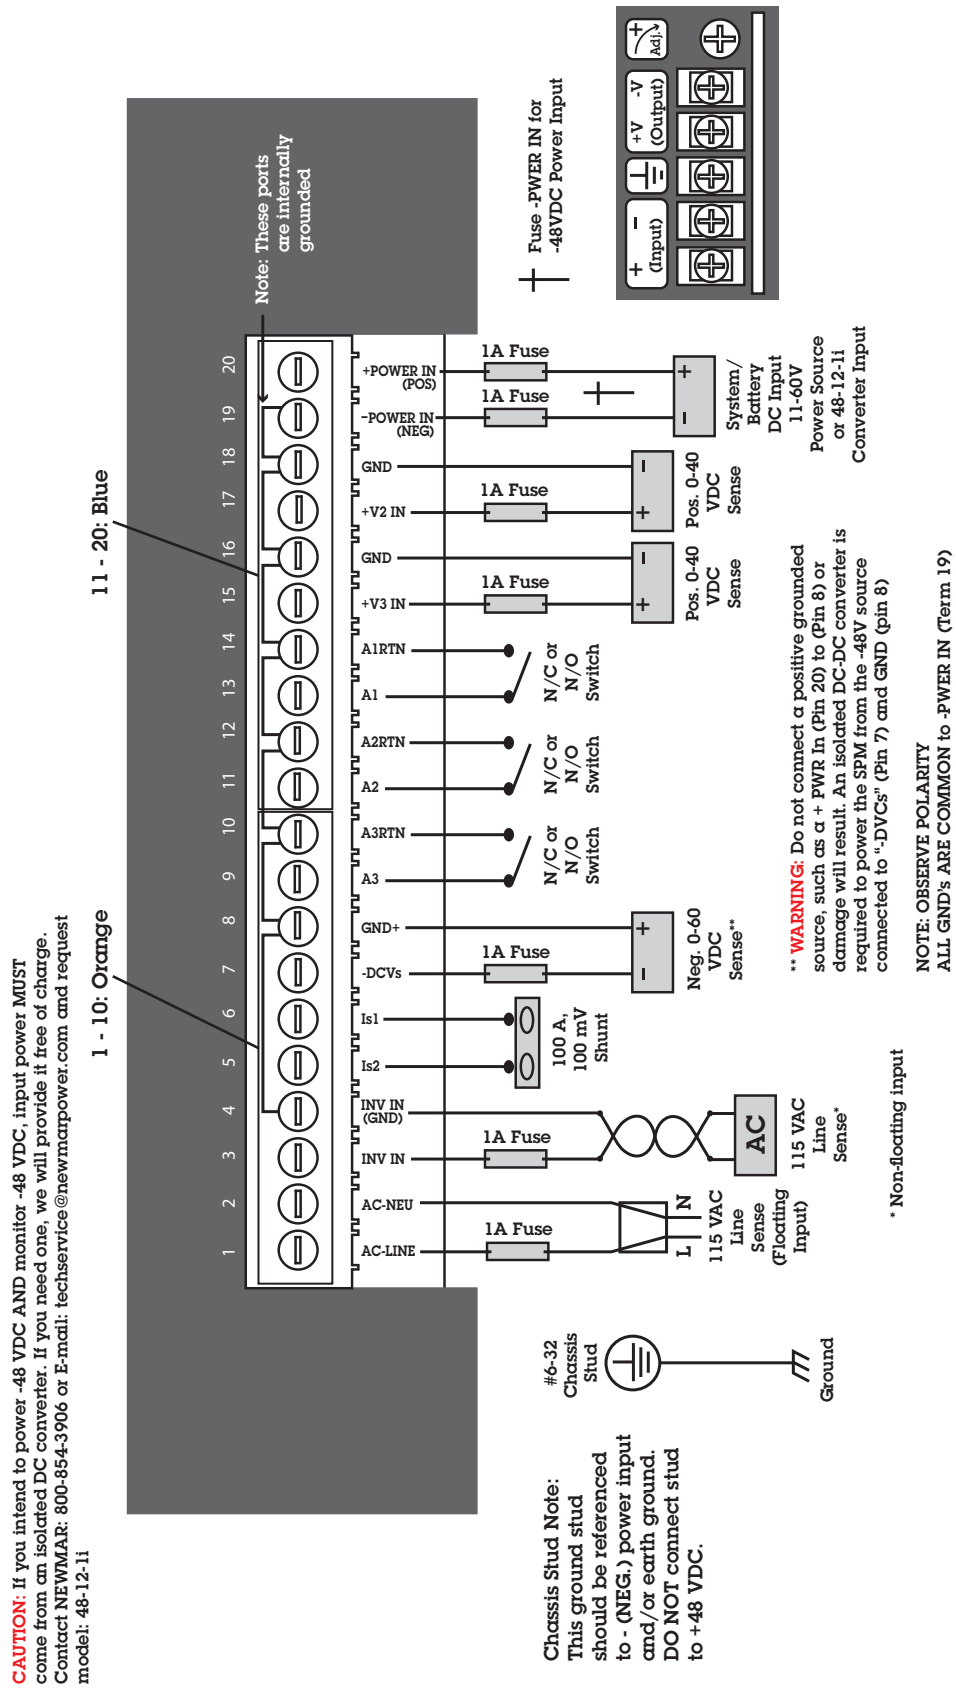 CAUTION: If you intend to power -48 VDC AND monitor -48 VDC, input power MUST
come from an isolated DC converter. If you need one, we will provide it free of charge.
Contact NEWMAR: 800-854-3906 or E-mail: techservice@newmarpower.com and request
model: 48-12-1i
1 - 10: Orange
11 - 20: Blue
Note: These ports
are internally
grounded
1
2
3
4
5
6
7
8
9
10
11
12
13
14
15
16
17
18
19
20
AC-LINE
AC-NEU
INV IN
INV IN
(GND)
Is2
Is1
-DCVs
GND+
A3
A3RTN
A2
A2RTN
A1
A1RTN
+V3 IN
GND
+V2 IN
GND
-POWER IN
(NEG)
+POWER IN
(POS)
1A Fuse
1A Fuse
1A Fuse
1A Fuse
1A Fuse
1A Fuse
1A Fuse
Fuse -PWER IN for
-48VDC Power Input
Chassis Stud Note:
This ground stud
should be referenced
to - (NEG.) power input
and/or earth ground.
DO NOT connect stud
to +48 VDC.
#6-32
Chassis
Stud
Ground
L N
115 VAC
Line
Sense
(Floating
Input)
AC
115 VAC
Line
Sense*
100 A,
100 mV
Shunt
- +
Neg. 0-60
VDC
Sense**
N/C or
N/O
Switch
N/C or
N/O
Switch
N/C or
N/O
Switch
+ -
Pos. 0-40
VDC
Sense
+ -
Pos. 0-40
VDC
Sense
- +
System/
Battery
DC Input
11-60V
Power Source
or 48-12-1i
Converter Input
+ -
(Input)
+V -V
(Output)
+
Adj.
* Non-floating input
** WARNING: Do not connect a positive grounded
source, such as a + PWR In (Pin 20) to (Pin 8) or
damage will result. An isolated DC-DC converter is
required to power the SPM from the -48V source
connected to “-DVCs” (Pin 7) and GND (pin 8)
NOTE: OBSERVE POLARITY
ALL GND's ARE COMMON to -PWER IN (Term 19)